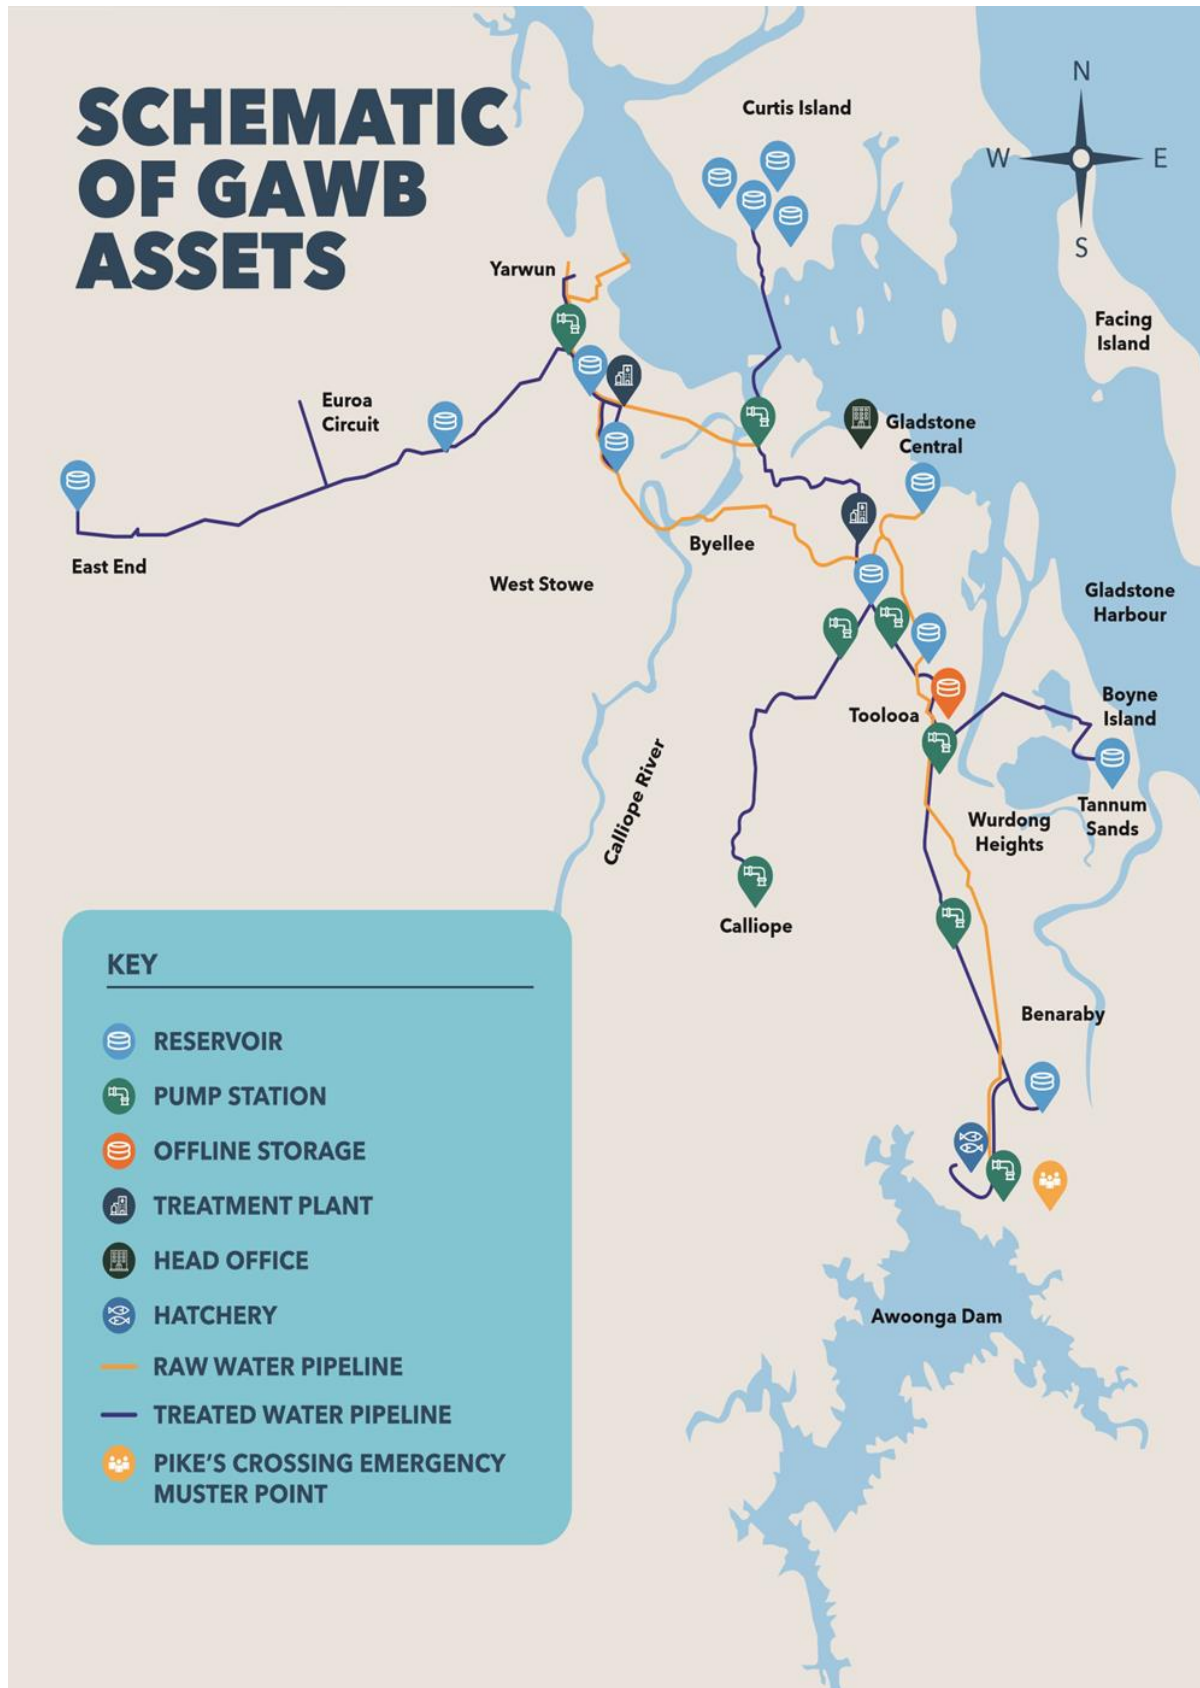 SCHEMATIC
OF GAWB
ASSETS
N
W
E
S
Curtis Island
Yarwun
Facing
Island
Euroa
Circuit
Gladstone
Central
East End
Byellee
West Stowe
Gladstone
Harbour
Boyne
Island
Toolooa
Calliope River
Tannum
Sands
Wurdong
Heights
Calliope
Benaraby
Awoonga Dam
KEY
RESERVOIR
PUMP STATION
OFFLINE STORAGE
TREATMENT PLANT
HEAD OFFICE
HATCHERY
RAW WATER PIPELINE
TREATED WATER PIPELINE
PIKE'S CROSSING EMERGENCY
MUSTER POINT